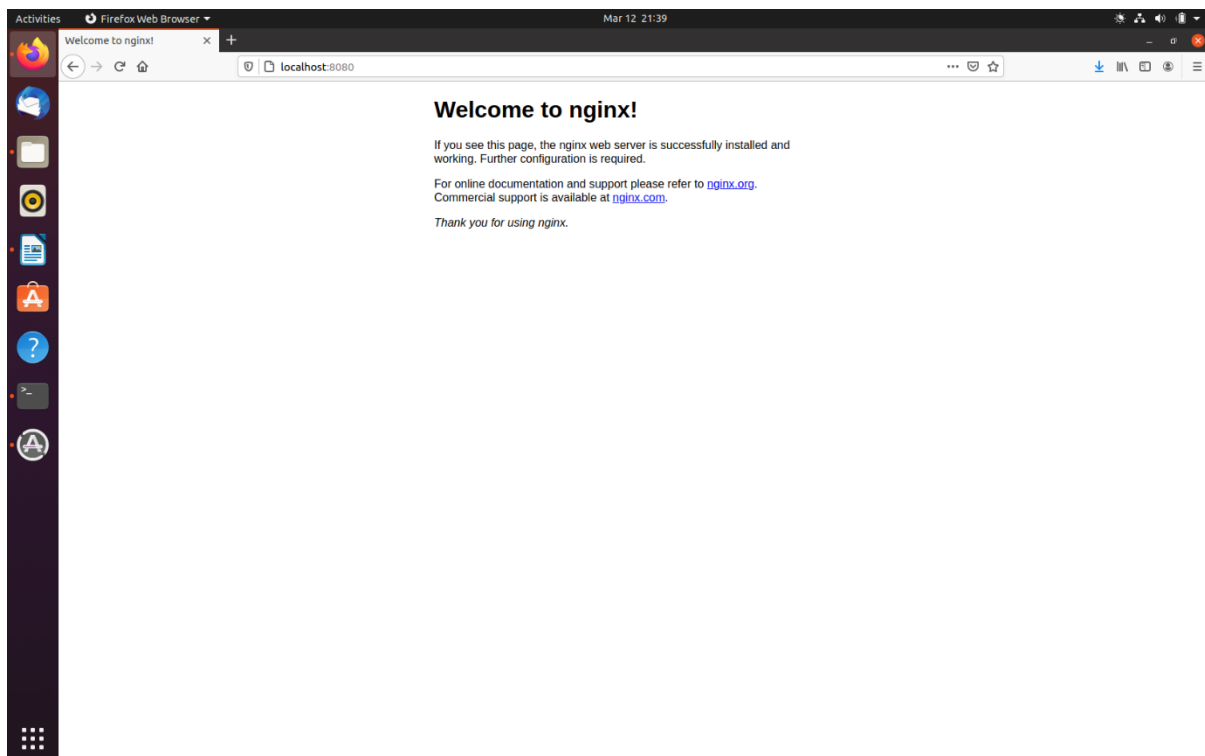 Activities
Firefox Web Browser
Mar 12 21:39
Welcome to nginx!
localhost:8080
Welcome to nginx!
If you see this page, the nginx web server is successfully installed and
working. Further configuration is required.
For online documentation and support please refer to nginx.org.
Commercial support is available at nginx.com.
Thank you for using nginx.